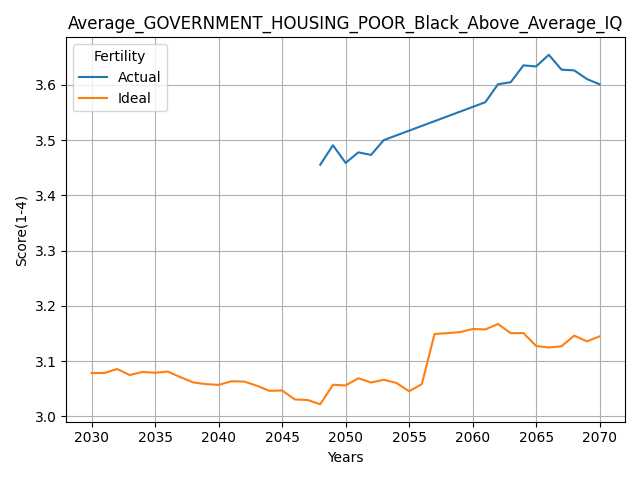 Average_GOVERNMENT_HOUSING_POOR_Black_Above_Average_IQ
Fertility
Actual
Ideal
Score(1-4)
3.6
3.5
3.4
3.3
3.2
3.1
3.0
2030 2035 2040 2045 2050 2055 2060 2065 2070
Years